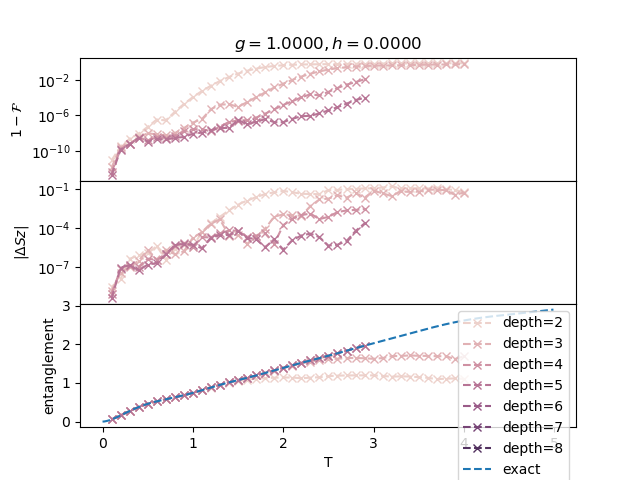 g = 1.0000, h = 0.0000
1 − ℱ
10⁻²
10⁻⁶
10⁻¹⁰
|ΔSz|
10⁻¹
10⁻⁴
10⁻⁷
entanglement
3
2
1
0
0 1 2 3 4 5
T
depth=2
depth=3
depth=4
depth=5
depth=6
depth=7
depth=8
exact